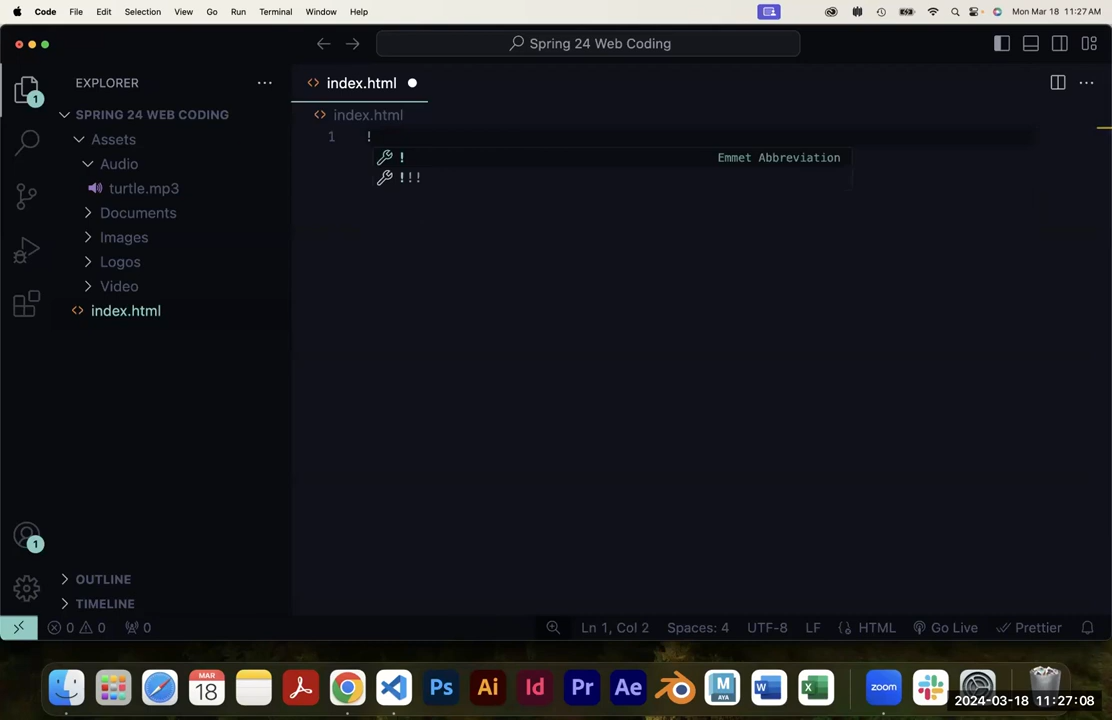 Code File Edit Selection View Go Run Terminal Window Help Mon Mar 18 11:27 AM
Spring 24 Web Coding
EXPLORER
index.html
SPRING 24 WEB CODING
index.html
Assets
1 !
Audio
! Emmet Abbreviation
turtle.mp3
!!!
Documents
Images
Logos
Video
index.html
1
1
OUTLINE
TIMELINE
0 0 0 Ln 1, Col 2 Spaces: 4 UTF-8 LF HTML Go Live Prettier
MAR
18
Ps Ai Id Pr Ae M AYA W X zoom
2024-03-18 11:27:08